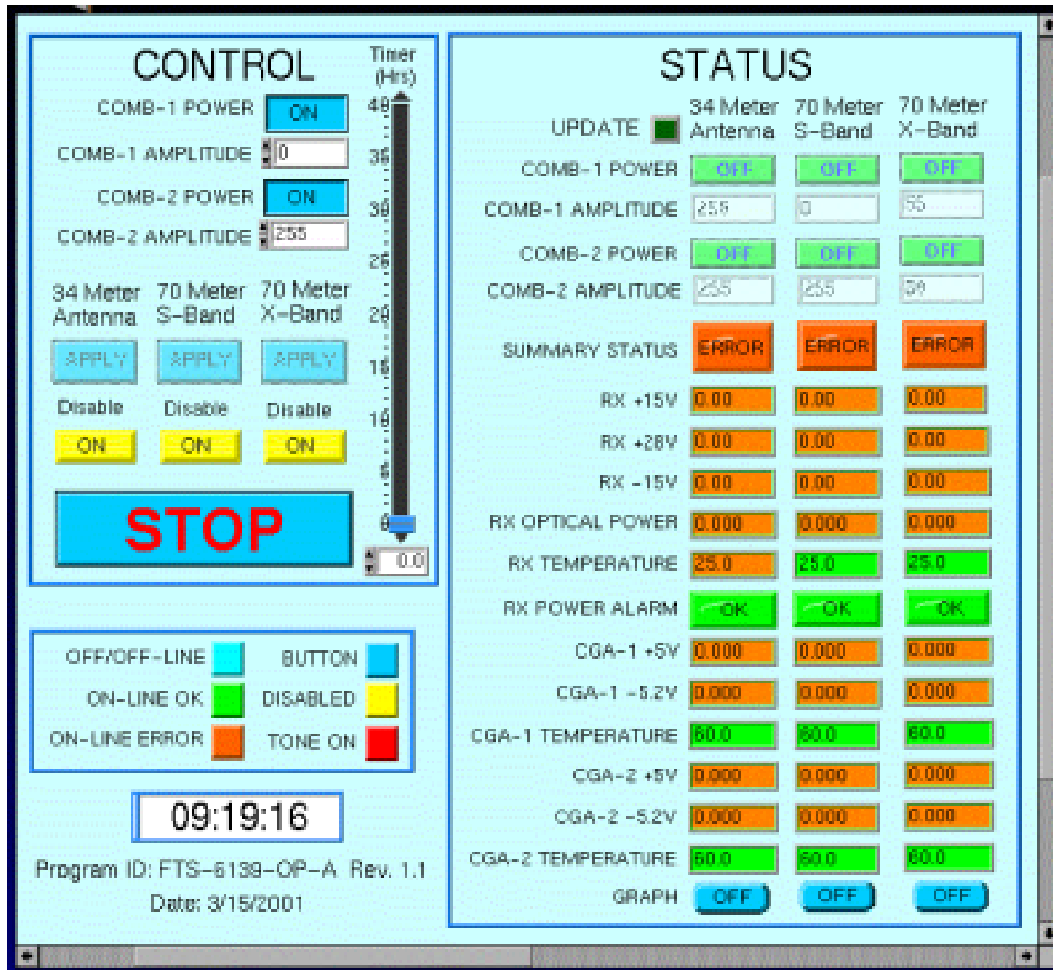 CONTROL
Timer
(Hrs)
COMB-1 POWER ON
COMB-1 AMPLITUDE 0
COMB-2 POWER ON
COMB-2 AMPLITUDE 255
40
35
30
25
20
15
10
5
0
0.0
34 Meter Antenna 70 Meter S-Band 70 Meter X-Band
APPLY APPLY APPLY
Disable Disable Disable
ON ON ON
STOP
OFF/OFF-LINE BUTTON
ON-LINE OK DISABLED
ON-LINE ERROR TONE ON
09:19:16
Program ID: FTS-6139-OP-A Rev. 1.1
Date: 3/15/2001
STATUS
UPDATE 34 Meter Antenna 70 Meter S-Band 70 Meter X-Band
COMB-1 POWER OFF OFF OFF
COMB-1 AMPLITUDE 255 0 55
COMB-2 POWER OFF OFF OFF
COMB-2 AMPLITUDE 255 255
SUMMARY STATUS ERROR ERROR ERROR
RX +15V 0.00 0.00 0.00
RX +28V 0.00 0.00 0.00
RX -15V 0.00 0.00 0.00
RX OPTICAL POWER 0.000 0.000 0.000
RX TEMPERATURE 25.0 25.0 25.0
RX POWER ALARM OK OK OK
CGA-1 +5V 0.000 0.000 0.000
CGA-1 -5.2V 0.000 0.000 0.000
CGA-1 TEMPERATURE 60.0 60.0 60.0
CGA-2 +5V 0.000 0.000 0.000
CGA-2 -5.2V 0.000 0.000 0.000
CGA-2 TEMPERATURE 60.0 60.0 60.0
GRAPH OFF OFF OFF